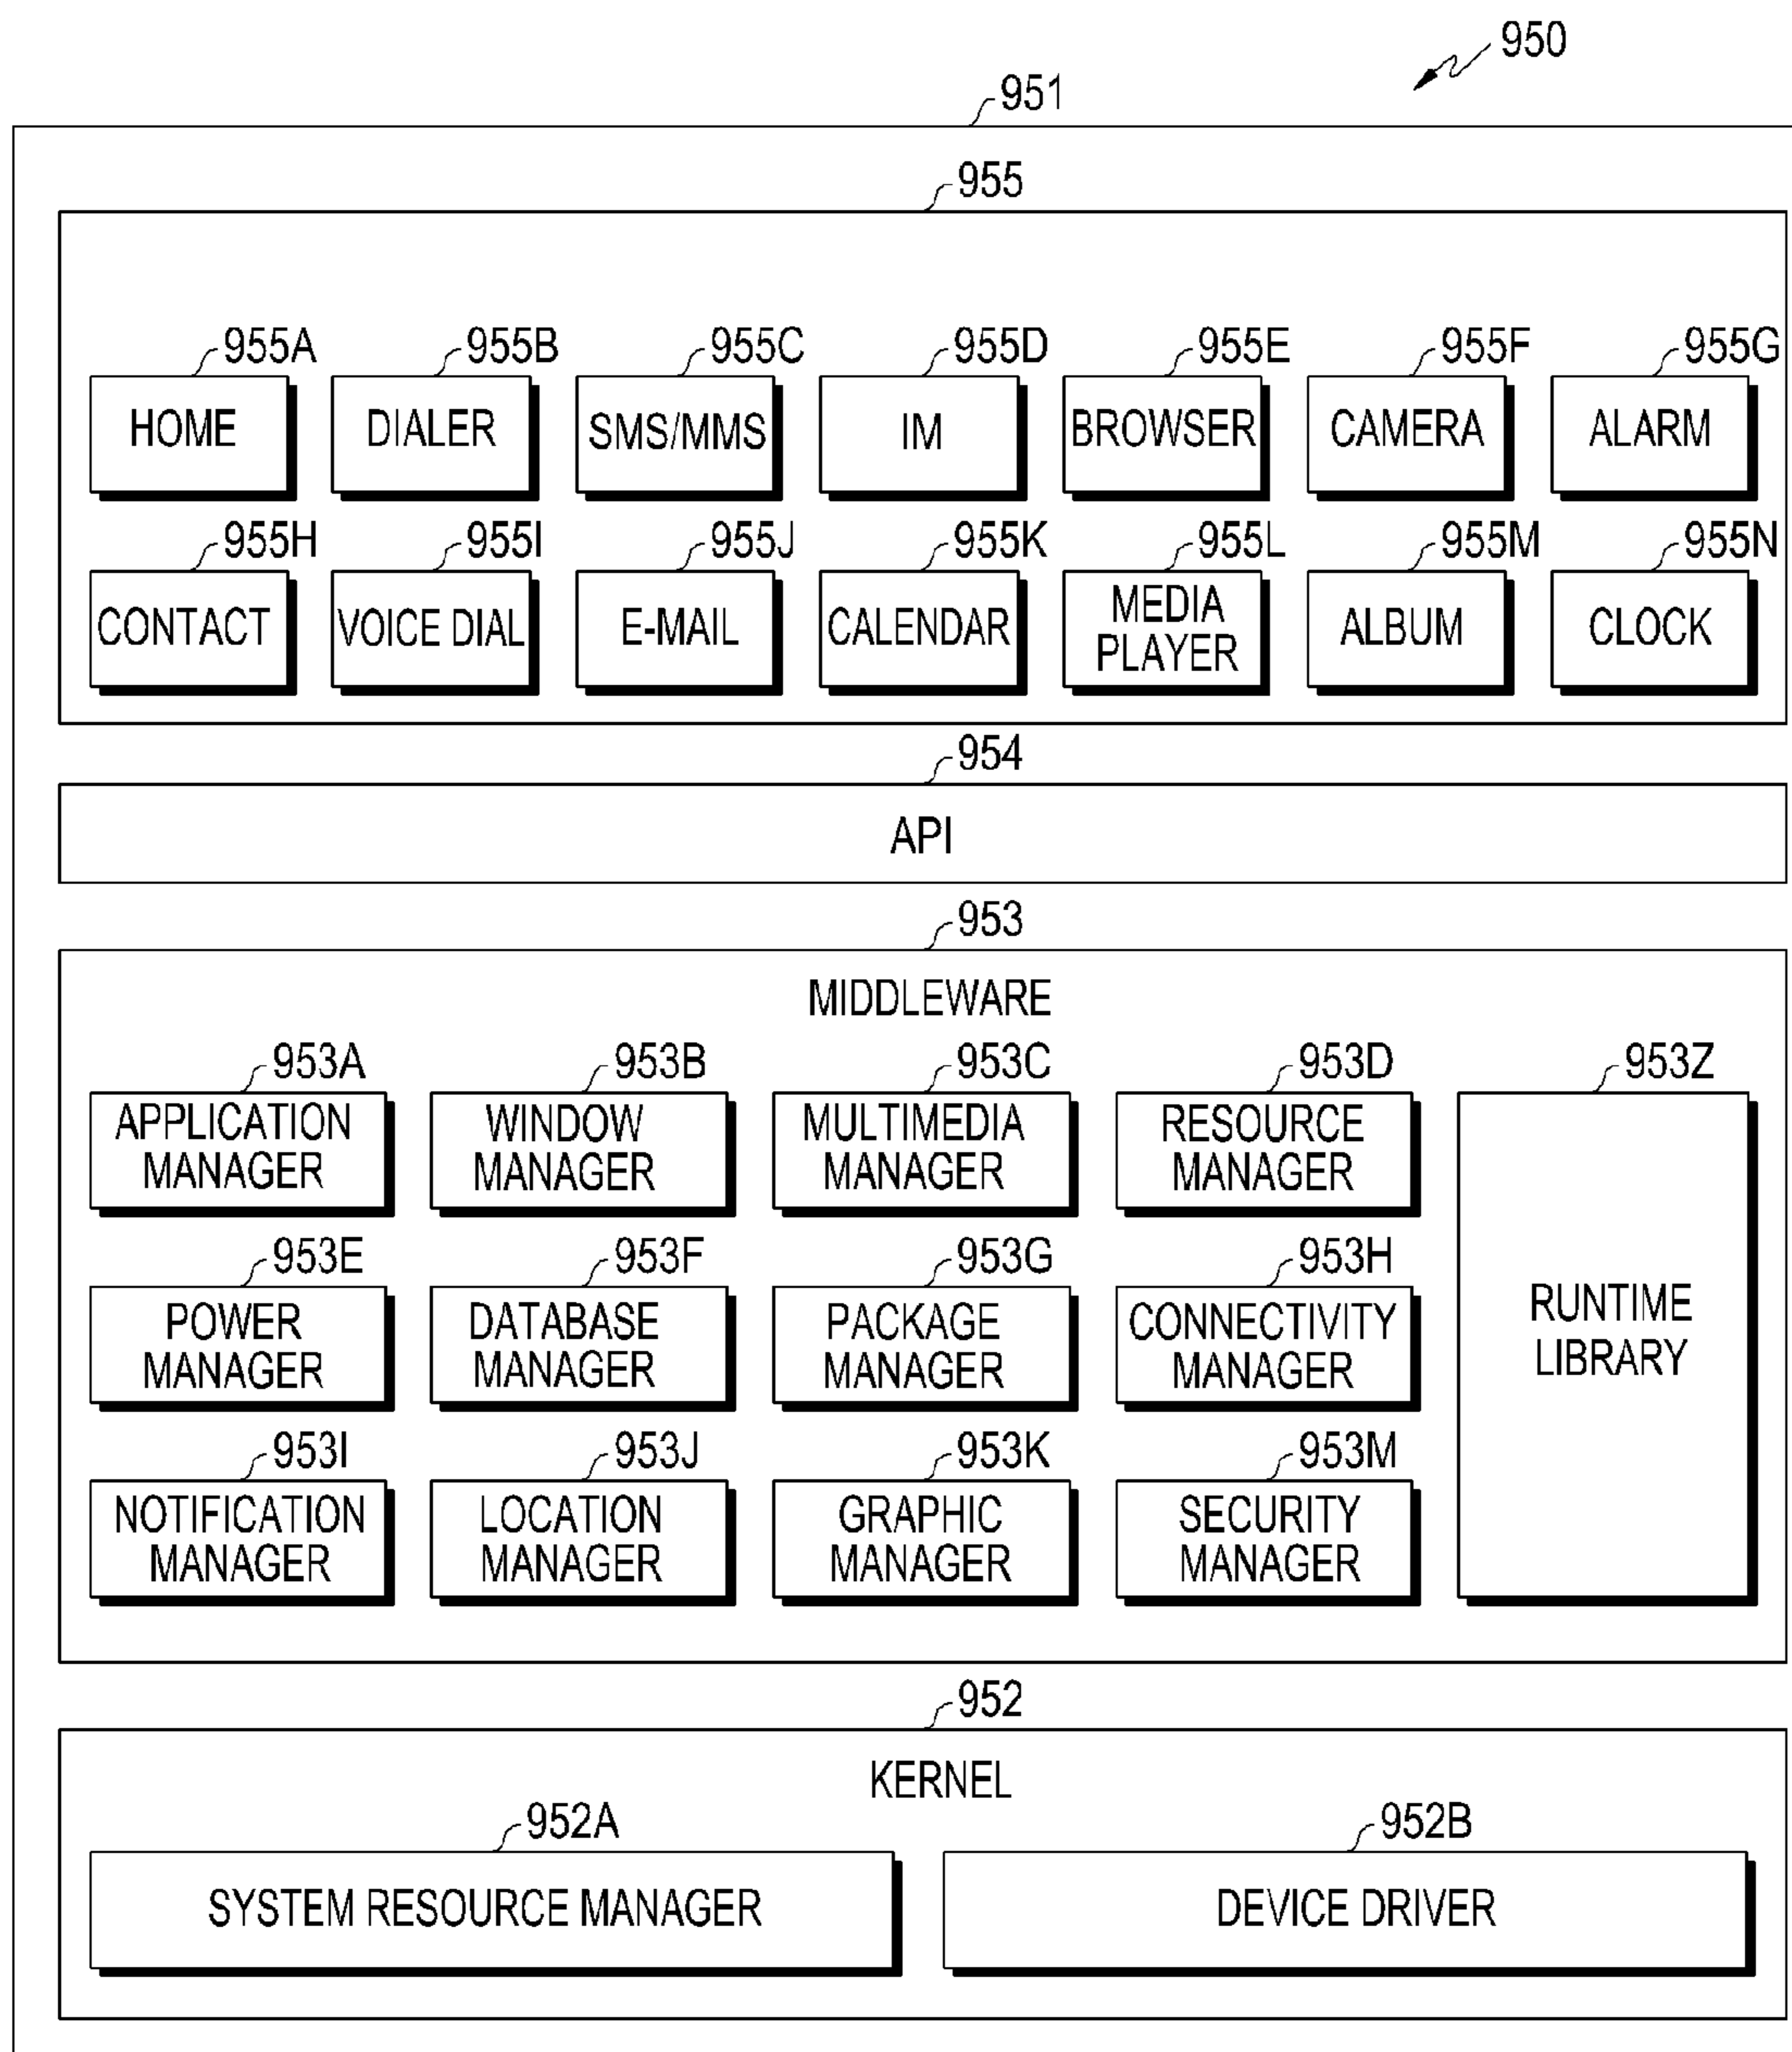 950
951
955
955A 955B 955C 955D 955E 955F 955G
HOME DIALER SMS/MMS IM BROWSER CAMERA ALARM
955H 955I 955J 955K 955L 955M 955N
CONTACT VOICE DIAL E-MAIL CALENDAR MEDIA PLAYER ALBUM CLOCK
954
API
953
MIDDLEWARE
953A 953B 953C 953D 953Z
APPLICATION MANAGER WINDOW MANAGER MULTIMEDIA MANAGER RESOURCE MANAGER
953E 953F 953G 953H
POWER MANAGER DATABASE MANAGER PACKAGE MANAGER CONNECTIVITY MANAGER RUNTIME LIBRARY
953I 953J 953K 953M
NOTIFICATION MANAGER LOCATION MANAGER GRAPHIC MANAGER SECURITY MANAGER
952
KERNEL
952A 952B
SYSTEM RESOURCE MANAGER DEVICE DRIVER